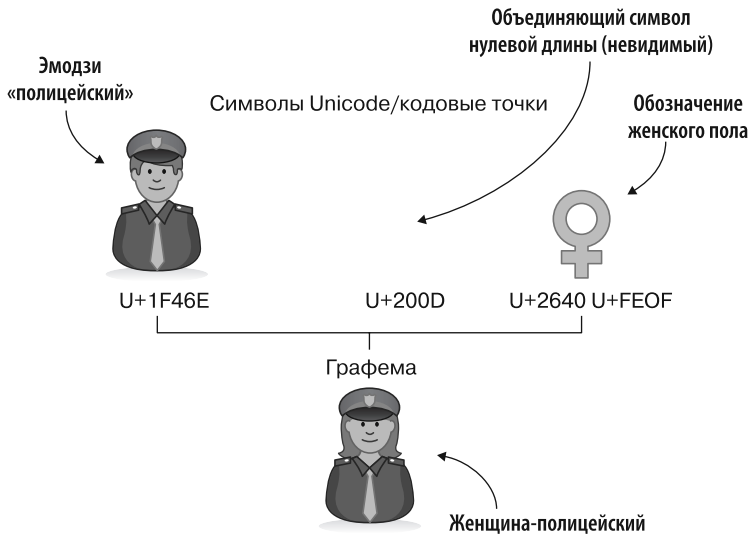 Объединяющий символ
нулевой длины (невидимый)
Эмодзи
«полицейский»
Символы Unicode/кодовые точки
Обозначение
женского пола
U+1F46E
U+200D
U+2640 U+FEOF
Графема
Женщина-полицейский